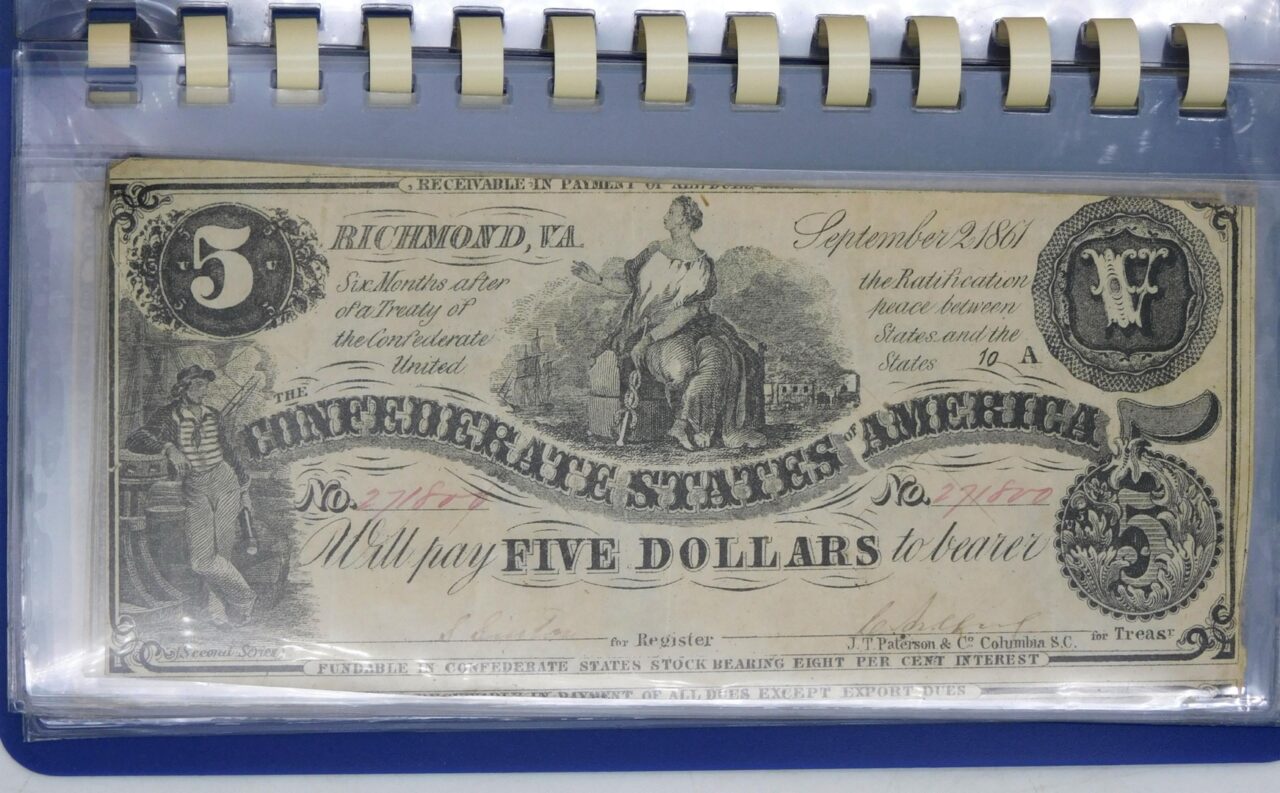 RECEIVABLE IN PAYMENT OF
5
RICHMOND, VA.
September 2 1861
Six Months after
the Ratification
of a Treaty of
peace between
the Confederate
States and the
United
States
10 A
THE
CONFEDERATE STATES OF AMERICA
5
No. 271800
No. 271800
Will pay FIVE DOLLARS to bearer
for Register
J. T. Paterson & Co. Columbia S.C.
for Treasr
Second Series
FUNDABLE IN CONFEDERATE STATES STOCK BEARING EIGHT PER CENT INTEREST
IN PAYMENT OF ALL DUES EXCEPT EXPORT DUES